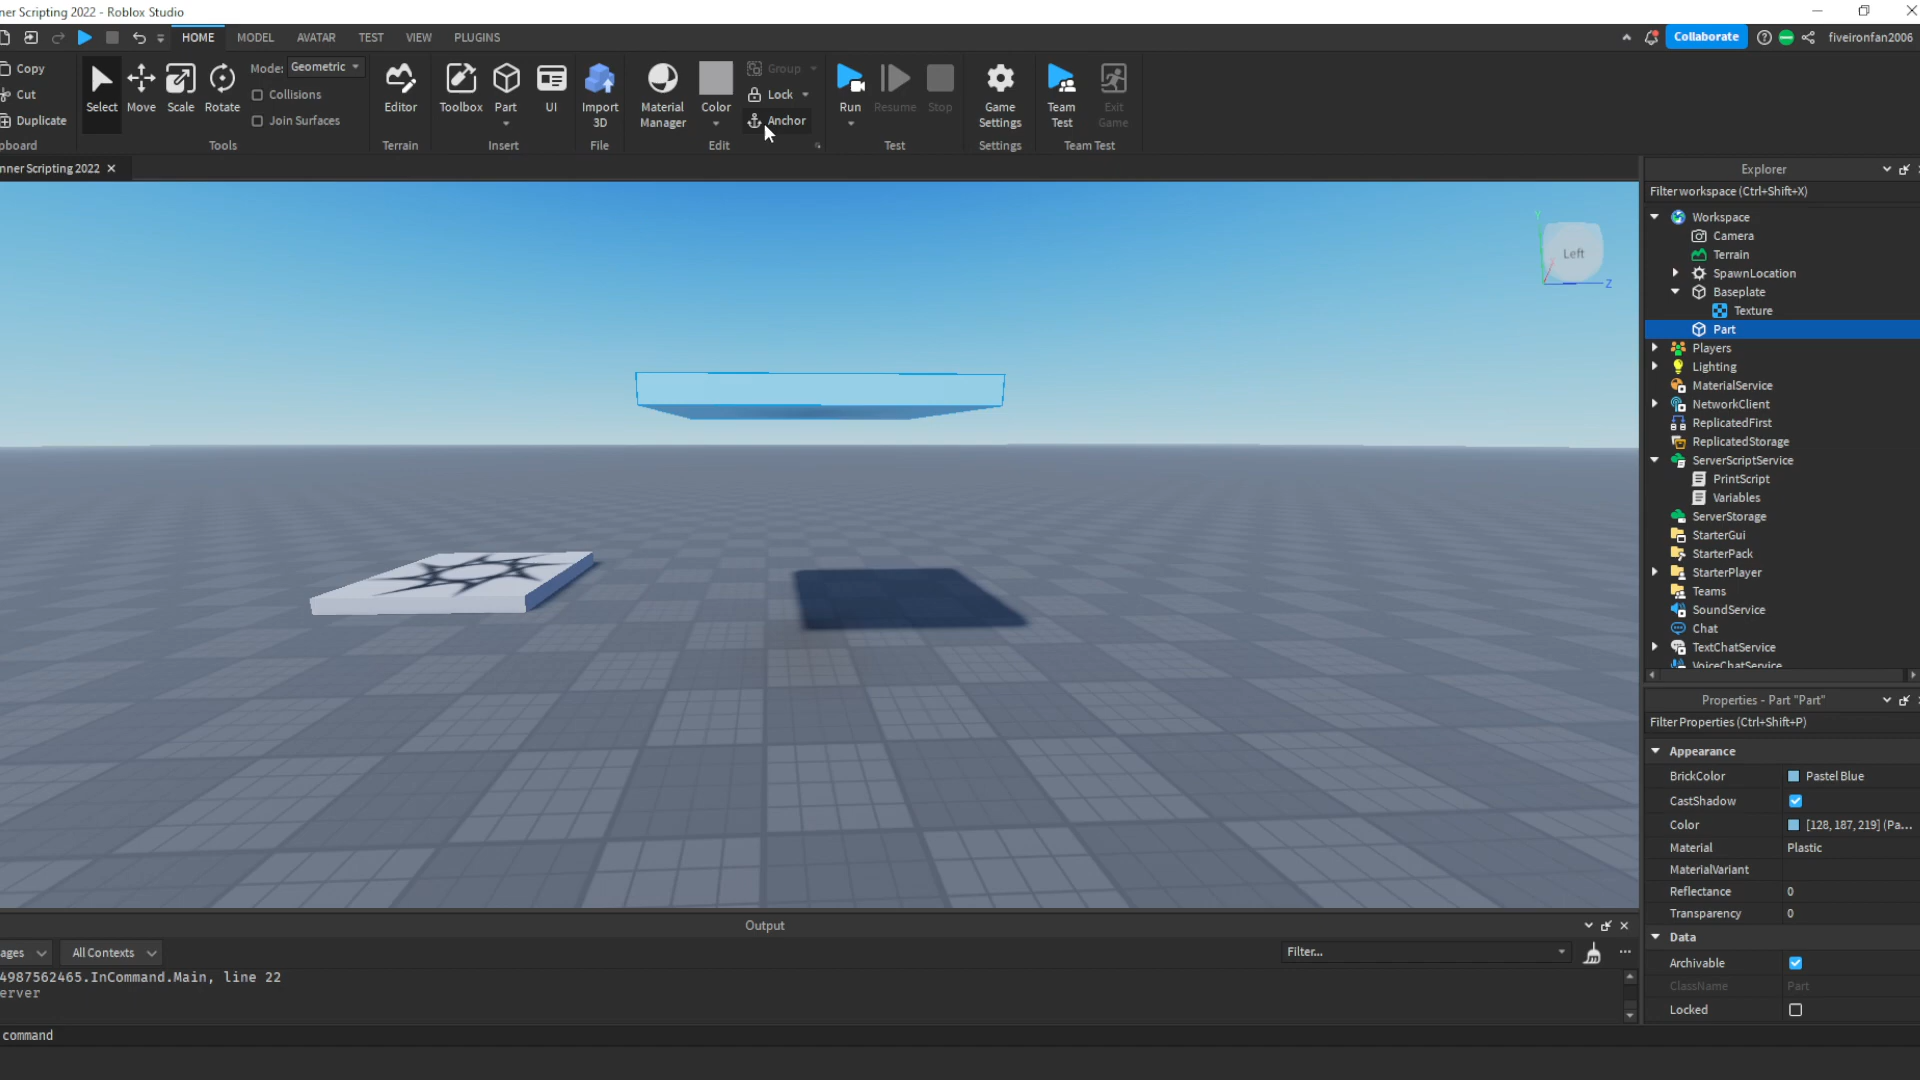 ner Scripting 2022 - Roblox Studio
HOME MODEL AVATAR TEST VIEW PLUGINS Collaborate fiveironfan2006
Copy
Cut
Duplicate
pboard
Select Move Scale Rotate
Mode: Geometric
Collisions
Join Surfaces
Tools
Editor
Terrain
Toolbox Part UI
Insert
Import
3D
File
Material
Manager
Color
Group
Lock
Anchor
Edit
Run Resume Stop
Test
Game
Settings
Settings
Team
Test
Exit
Game
Team Test
nner Scripting 2022
Y
Left
Z
Explorer
Filter workspace (Ctrl+Shift+X)
Workspace
Camera
Terrain
SpawnLocation
Baseplate
Texture
Part
Players
Lighting
MaterialService
NetworkClient
ReplicatedFirst
ReplicatedStorage
ServerScriptService
PrintScript
Variables
ServerStorage
StarterGui
StarterPack
StarterPlayer
Teams
SoundService
Chat
TextChatService
VoiceChatService
Properties - Part "Part"
Filter Properties (Ctrl+Shift+P)
Appearance
BrickColor Pastel Blue
CastShadow
Color [128, 187, 219] (Pa...
Material Plastic
MaterialVariant
Reflectance 0
Transparency 0
Data
Archivable
ClassName Part
Locked
Output
ages All Contexts Filter...
4987562465.InCommand.Main, line 22
erver
command